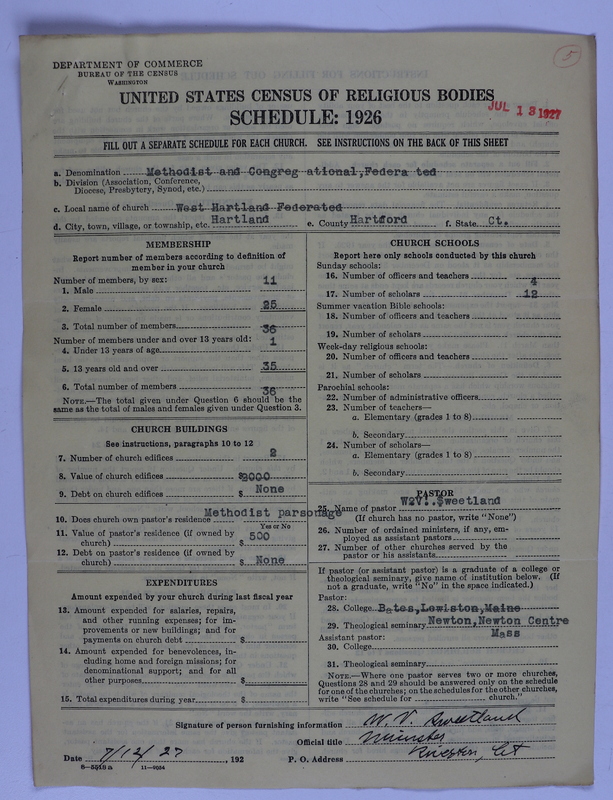 5
DEPARTMENT OF COMMERCE
BUREAU OF THE CENSUS
WASHINGTON
UNITED STATES CENSUS OF RELIGIOUS BODIES
JUL 13 1927
SCHEDULE: 1926
FILL OUT A SEPARATE SCHEDULE FOR EACH CHURCH. SEE INSTRUCTIONS ON THE BACK OF THIS SHEET
a. Denomination Methodist and Congreg ational,Federa ted
b. Division (Association, Conference, Diocese, Presbytery, Synod, etc.)
c. Local name of church West Hartland Federated
d. City, town, village, or township, etc. Hartland e. County Hartford f. State Ct.
MEMBERSHIP
Report number of members according to definition of
member in your church
Number of members, by sex:
1. Male 11
2. Female 25
3. Total number of members 36
Number of members under and over 13 years old:
4. Under 13 years of age 1
5. 13 years old and over 35
6. Total number of members 36
NOTE.—The total given under Question 6 should be the
same as the total of males and females given under Question 3.
CHURCH BUILDINGS
See instructions, paragraphs 10 to 12
7. Number of church edifices 2
8. Value of church edifices $2000
9. Debt on church edifices $ None
10. Does church own pastor's residence Methodist parsonage
Yes or No
11. Value of pastor's residence (if owned by
church) $ 500
12. Debt on pastor's residence (if owned by
church) $ None
EXPENDITURES
Amount expended by your church during last fiscal year
13. Amount expended for salaries, repairs,
and other running expenses; for im-
provements or new buildings; and for
payments on church debt $
14. Amount expended for benevolences, in-
cluding home and foreign missions; for
denominational support; and for all
other purposes $
15. Total expenditures during year $
CHURCH SCHOOLS
Report here only schools conducted by this church
Sunday schools:
16. Number of officers and teachers 4
17. Number of scholars 12
Summer vacation Bible schools:
18. Number of officers and teachers
19. Number of scholars
Week-day religious schools:
20. Number of officers and teachers
21. Number of scholars
Parochial schools:
22. Number of administrative officers
23. Number of teachers—
a. Elementary (grades 1 to 8)
b. Secondary
24. Number of scholars—
a. Elementary (grades 1 to 8)
b. Secondary
PASTOR
25. Name of pastor Sweetland
(If church has no pastor, write "None")
26. Number of ordained ministers, if any, em-
ployed as assistant pastors
27. Number of other churches served by the
pastor or his assistants
If pastor (or assistant pastor) is a graduate of a college or
theological seminary, give name of institution below. (If
not a graduate, write "No" in the space indicated.)
Pastor:
28. College Bates,Lewiston,Maine
29. Theological seminary Newton,Newton Centre
Mass
Assistant pastor:
30. College
31. Theological seminary
NOTE.—Where one pastor serves two or more churches,
Questions 28 and 29 should be answered only on the schedule
for one of the churches; on the schedules for the other churches,
write "See schedule for church."
Signature of person furnishing information W. V. Sweetland
Official title Minister
Date 7/12/27, 192 P. O. Address Riverton, Ct
8-5518 a 11-9054